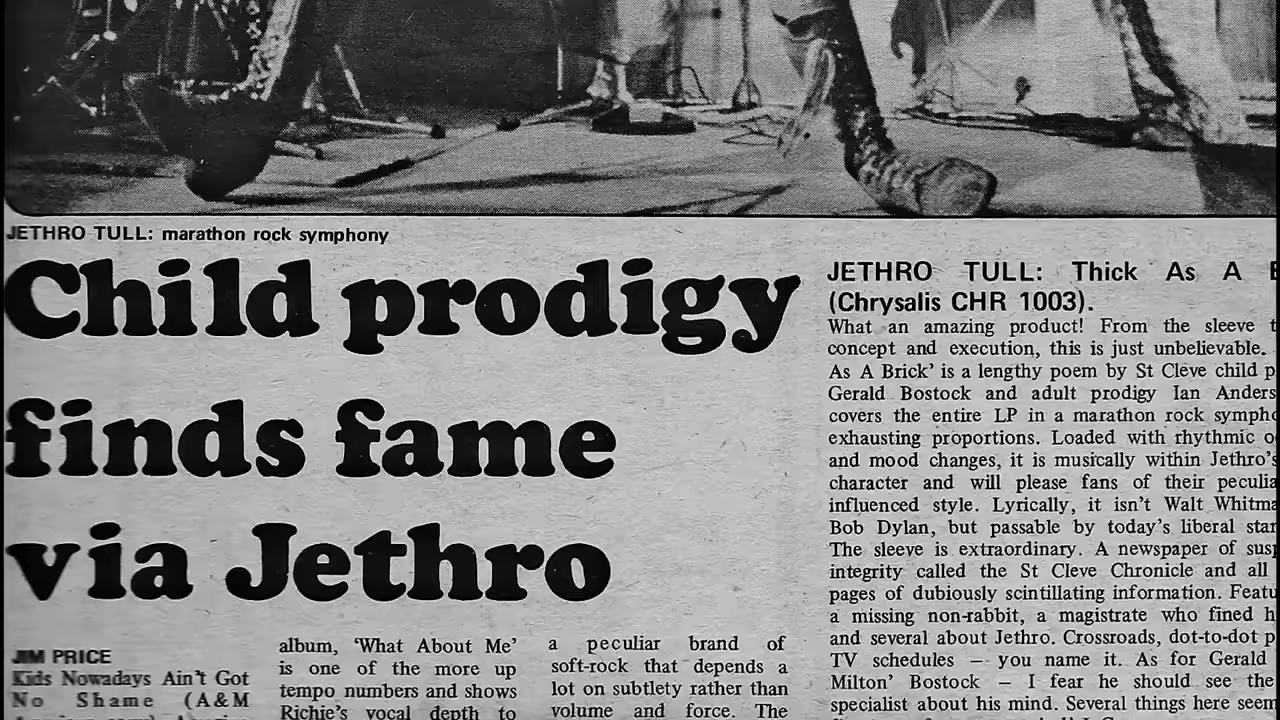 JETHRO TULL: marathon rock symphony
Child prodigy
finds fame
via Jethro
JETHRO TULL: Thick As A
(Chrysalis CHR 1003).
What an amazing product! From the sleeve
concept and execution, this is just unbelievable.
As A Brick' is a lengthy poem by St Cleve child
Gerald Bostock and adult prodigy Ian Anders
covers the entire LP in a marathon rock sympho
exhausting proportions. Loaded with rhythmic
and mood changes, it is musically within Jethro's
character and will please fans of their peculia
influenced style. Lyrically, it isn't Walt Whitma
Bob Dylan, but passable by today's liberal stan
The sleeve is extraordinary. A newspaper of susp
integrity called the St Cleve Chronicle and all
pages of dubiously scintillating information. Featu
a missing non-rabbit, a magistrate who fined h
and several about Jethro. Crossroads, dot-to-dot p
TV schedules — you name it. As for Gerald
Milton' Bostock — I fear he should see the
specialist about his mind. Several things here seem
JIM PRICE
Kids Nowadays Ain't Got
No Shame (A&M
album, 'What About Me'
is one of the more up
tempo numbers and shows
Richie's vocal depth to
a peculiar brand of
soft-rock that depends a
lot on subtlety rather than
volume and force. The